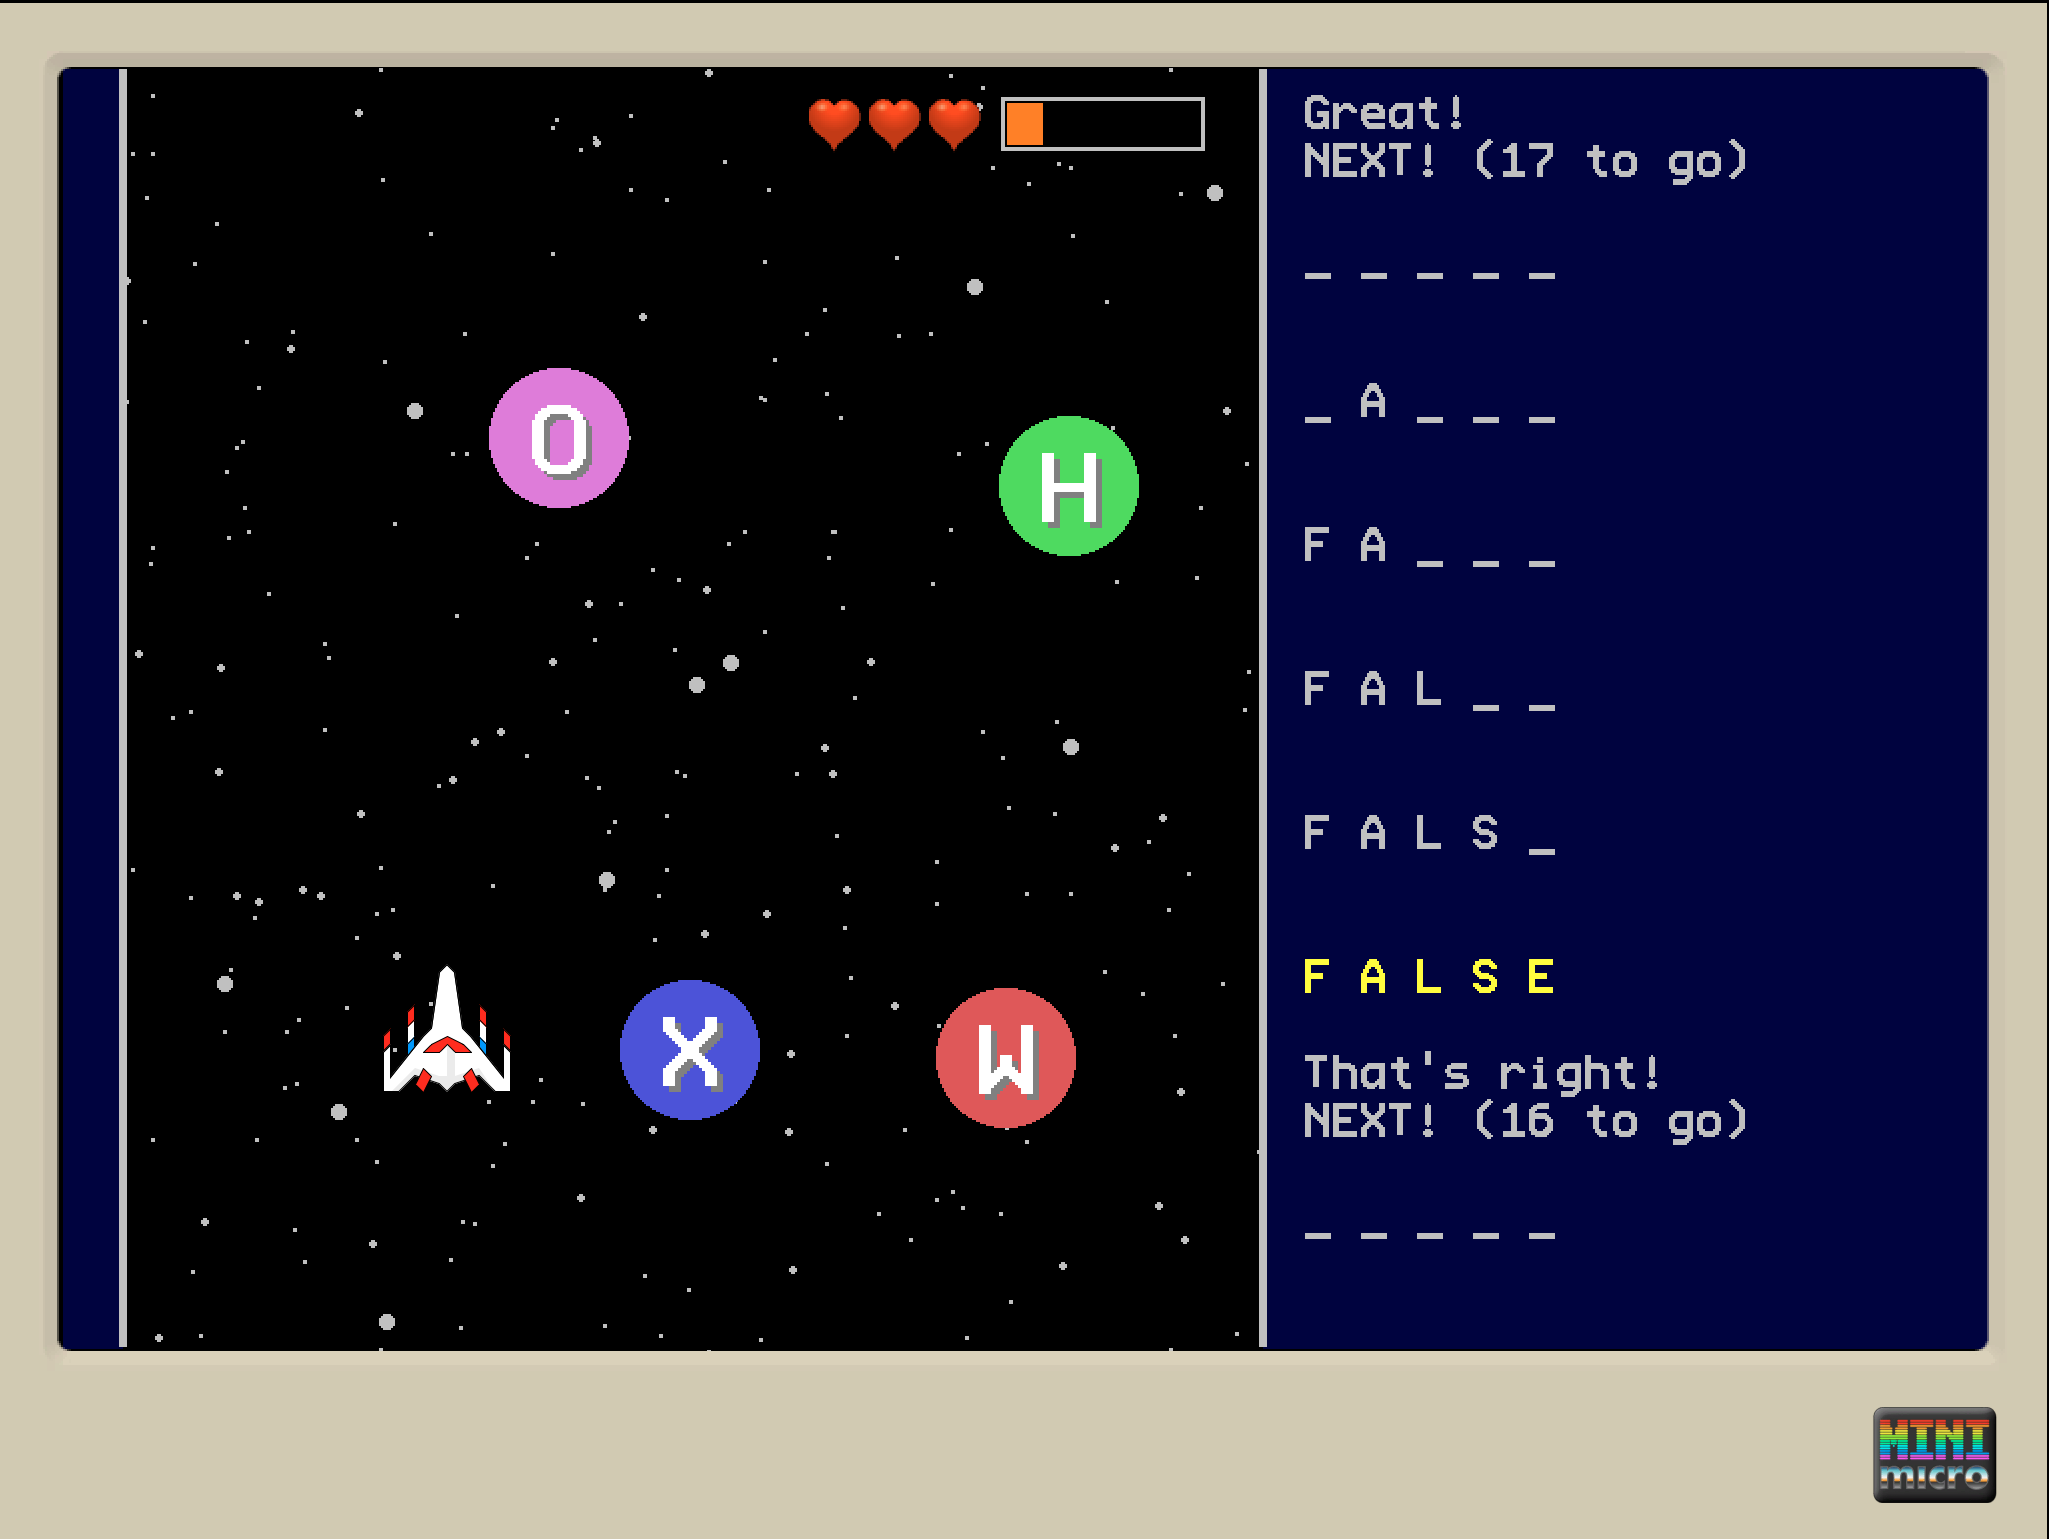 Great!
NEXT! (17 to go)
_ _ _ _ _
_ A _ _ _
F A _ _ _
F A L _ _
F A L S _
F A L S E
That's right!
NEXT! (16 to go)
_ _ _ _ _
O
H
X
W
MINI
micro